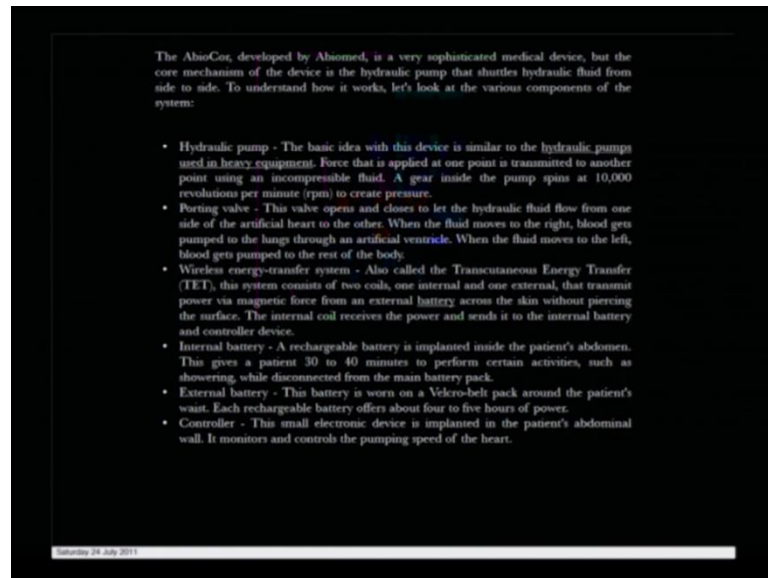 The AbioCor, developed by Abiomed, is a very sophisticated medical device, but the
core mechanism of the device is the hydraulic pump that shuttles hydraulic fluid from
side to side. To understand how it works, let's look at the various components of the
system:
• Hydraulic pump - The basic idea with this device is similar to the hydraulic pumps
used in heavy equipment. Force that is applied at one point is transmitted to another
point using an incompressible fluid. A gear inside the pump spins at 10,000
revolutions per minute (rpm) to create pressure.
• Porting valve - This valve opens and closes to let the hydraulic fluid flow from one
side of the artificial heart to the other. When the fluid moves to the right, blood gets
pumped to the lungs through an artificial ventricle. When the fluid moves to the left,
blood gets pumped to the rest of the body.
• Wireless energy-transfer system - Also called the Transcutaneous Energy Transfer
(TET), this system consists of two coils, one internal and one external, that transmit
power via magnetic force from an external battery across the skin without piercing
the surface. The internal coil receives the power and sends it to the internal battery
and controller device.
• Internal battery - A rechargeable battery is implanted inside the patient's abdomen.
This gives a patient 30 to 40 minutes to perform certain activities, such as
showering, while disconnected from the main battery pack.
• External battery - This battery is worn on a Velcro-belt pack around the patient's
waist. Each rechargeable battery offers about four to five hours of power.
• Controller - This small electronic device is implanted in the patient's abdominal
wall. It monitors and controls the pumping speed of the heart.
Saturday 24 July 2011